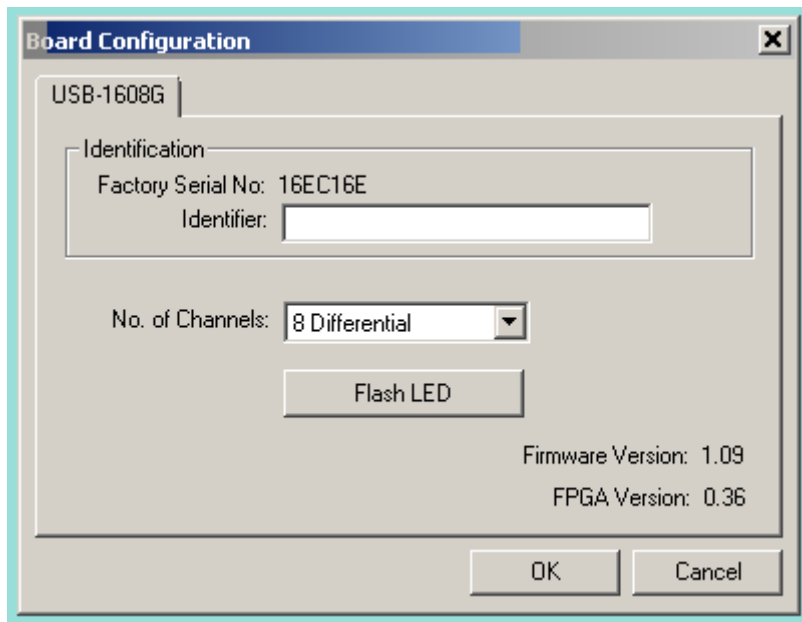 Board Configuration
USB-1608G
Identification
Factory Serial No: 16EC16E
Identifier:
No. of Channels: 8 Differential
Flash LED
Firmware Version: 1.09
FPGA Version: 0.36
OK Cancel